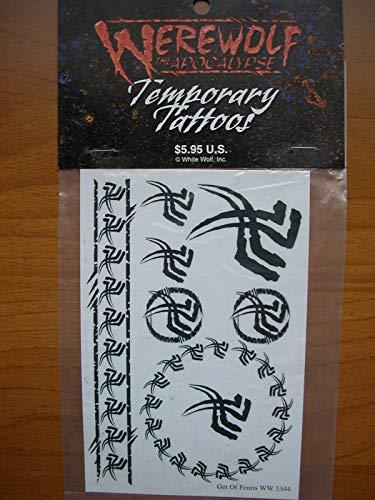 WEREWOLF
THE APOCALYPSE
Temporary
Tattoos
$5.95 U.S.
© White Wolf, Inc.
Get Of Fenris WW 5344